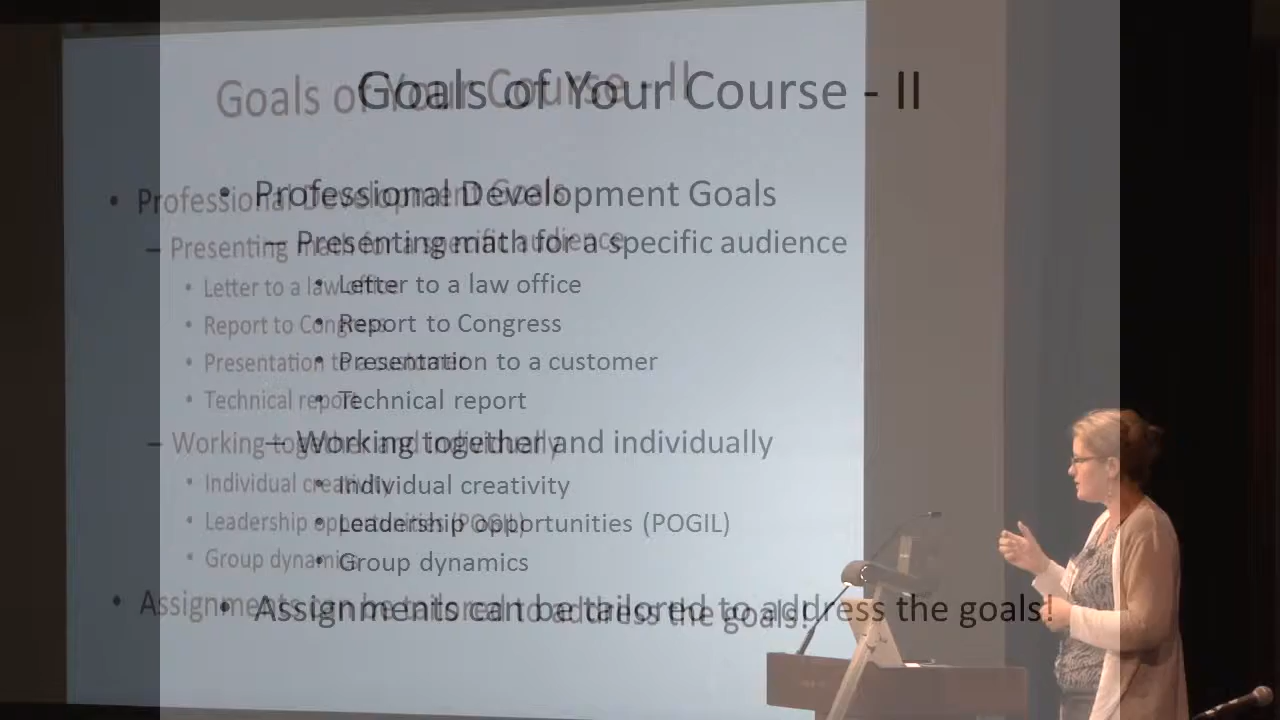 Goals of Your Course - II
• Professional Development Goals
– Presenting math for a specific audience
• Letter to a law office
• Report to Congress
• Presentation to a customer
• Technical report
– Working together and individually
• Individual creativity
• Leadership opportunities (POGIL)
• Group dynamics
• Assignments can be tailored to address the goals!